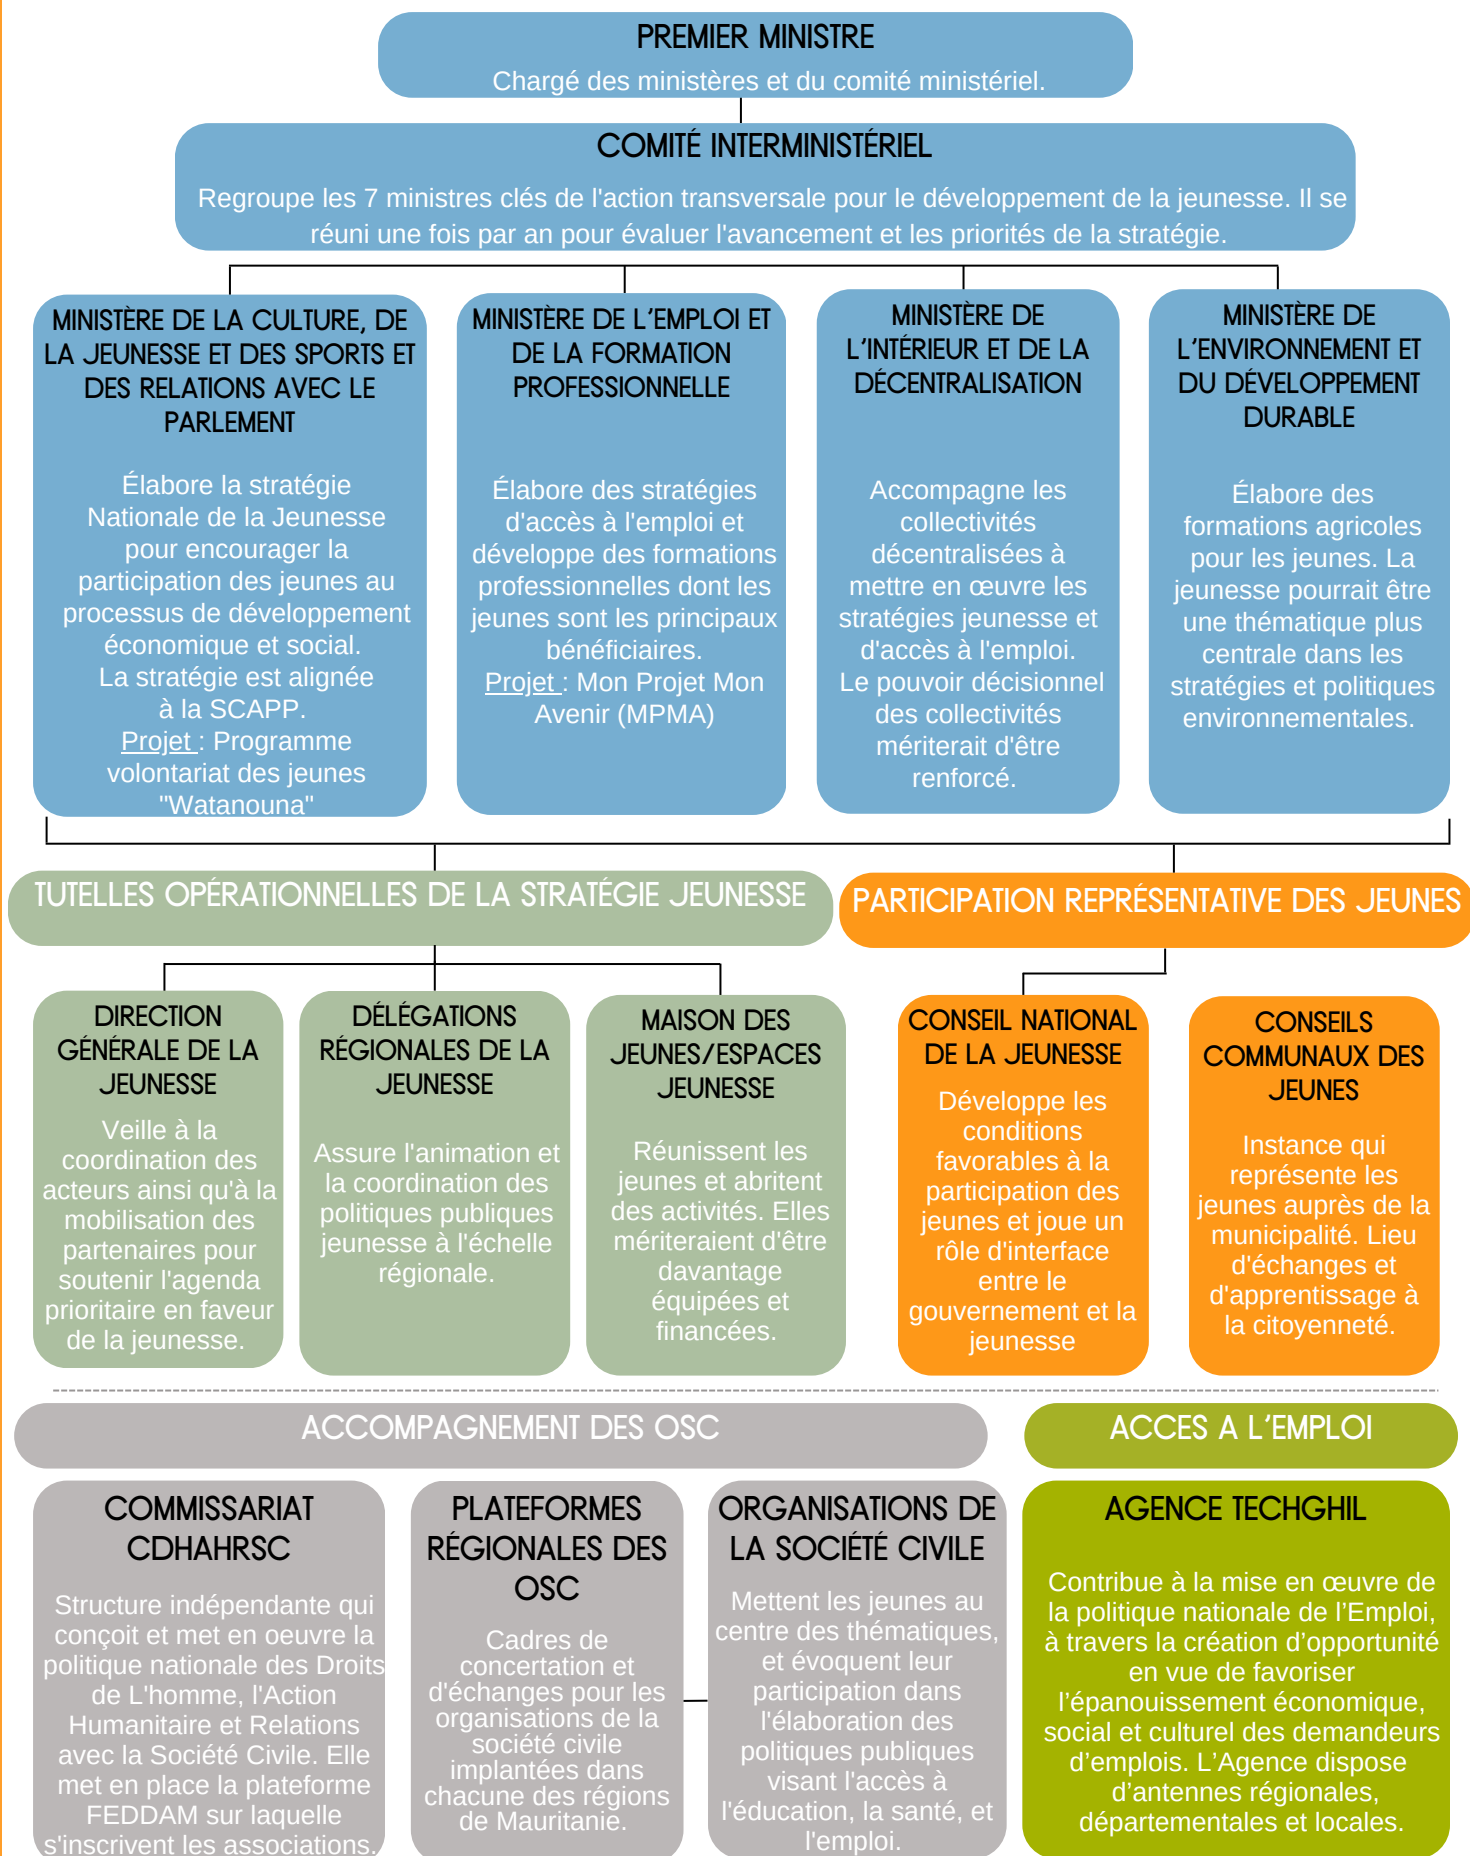 PREMIER MINISTRE
Chargé des ministères et du comité ministériel.
COMITÉ INTERMINISTÉRIEL
Regroupe les 7 ministres clés de l'action transversale pour le développement de la jeunesse. Il se
réuni une fois par an pour évaluer l'avancement et les priorités de la stratégie.
MINISTÈRE DE LA CULTURE, DE
LA JEUNESSE ET DES SPORTS ET
DES RELATIONS AVEC LE
PARLEMENT
Élabore la stratégie
Nationale de la Jeunesse
pour encourager la
participation des jeunes au
processus de développement
économique et social.
La stratégie est alignée
à la SCAPP.
Projet : Programme
volontariat des jeunes
"Watanouna"
MINISTÈRE DE L'EMPLOI ET
DE LA FORMATION
PROFESSIONNELLE
Élabore des stratégies
d'accès à l'emploi et
développe des formations
professionnelles dont les
jeunes sont les principaux
bénéficiaires.
Projet : Mon Projet Mon
Avenir (MPMA)
MINISTÈRE DE
L'INTÉRIEUR ET DE LA
DÉCENTRALISATION
Accompagne les
collectivités
décentralisées à
mettre en œuvre les
stratégies jeunesse et
d'accès à l'emploi.
Le pouvoir décisionnel
des collectivités
mériterait d'être
renforcé.
MINISTÈRE DE
L'ENVIRONNEMENT ET
DU DÉVELOPPEMENT
DURABLE
Élabore des
formations agricoles
pour les jeunes. La
jeunesse pourrait être
une thématique plus
centrale dans les
stratégies et politiques
environnementales.
TUTELLES OPÉRATIONNELLES DE LA STRATÉGIE JEUNESSE
PARTICIPATION REPRÉSENTATIVE DES JEUNES
DIRECTION
GÉNÉRALE DE LA
JEUNESSE
Veille à la
coordination des
acteurs ainsi qu'à la
mobilisation des
partenaires pour
soutenir l'agenda
prioritaire en faveur
de la jeunesse.
DÉLÉGATIONS
RÉGIONALES DE LA
JEUNESSE
Assure l'animation et
la coordination des
politiques publiques
jeunesse à l'échelle
régionale.
MAISON DES
JEUNES/ESPACES
JEUNESSE
Réunissent les
jeunes et abritent
des activités. Elles
mériteraient d'être
davantage
équipées et
financées.
CONSEIL NATIONAL
DE LA JEUNESSE
Développe les
conditions
favorables à la
participation des
jeunes et joue un
rôle d'interface
entre le
gouvernement et la
jeunesse
CONSEILS
COMMUNAUX DES
JEUNES
Instance qui
représente les
jeunes auprès de la
municipalité. Lieu
d'échanges et
d'apprentissage à
la citoyenneté.
ACCOMPAGNEMENT DES OSC
ACCES A L'EMPLOI
COMMISSARIAT
CDHAHRSC
Structure indépendante qui
conçoit et met en oeuvre la
politique nationale des Droits
de L'homme, l'Action
Humanitaire et Relations
avec la Société Civile. Elle
met en place la plateforme
FEDDAM sur laquelle
s'inscrivent les associations.
PLATEFORMES
RÉGIONALES DES
OSC
Cadres de
concertation et
d'échanges pour les
organisations de la
société civile
implantées dans
chacune des régions
de Mauritanie.
ORGANISATIONS DE
LA SOCIÉTÉ CIVILE
Mettent les jeunes au
centre des thématiques,
et évoquent leur
participation dans
l'élaboration des
politiques publiques
visant l'accès à
l'éducation, la santé, et
l'emploi.
AGENCE TECHGHIL
Contribue à la mise en œuvre de
la politique nationale de l’Emploi,
à travers la création d’opportunité
en vue de favoriser
l’épanouissement économique,
social et culturel des demandeurs
d’emplois. L’Agence dispose
d’antennes régionales,
départementales et locales.